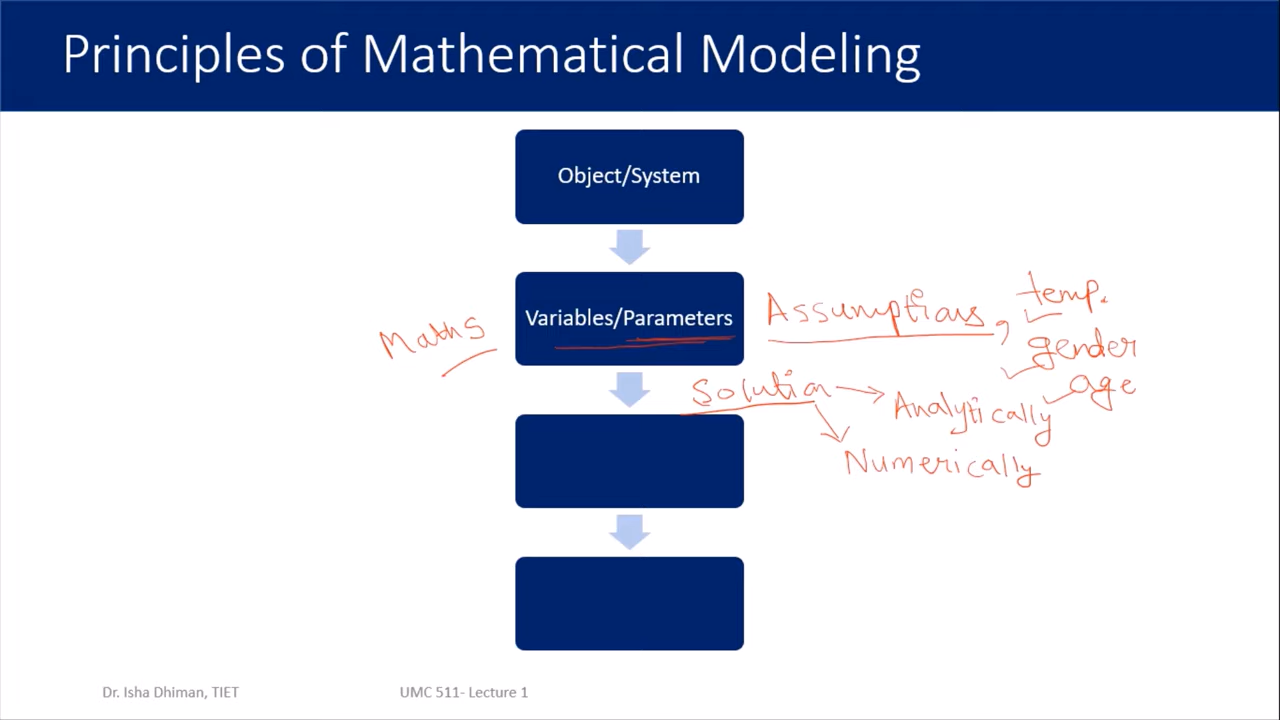 Principles of Mathematical Modeling
Object/System
Maths
Variables/Parameters
Assumptions,
temp.
gender
age
Solution → Analytically
Numerically
Dr. Isha Dhiman, TIET
UMC 511- Lecture 1